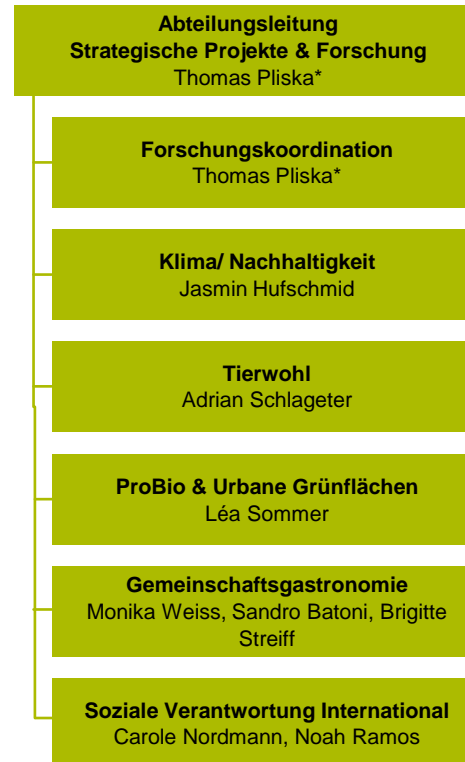 Abteilungsleitung
Strategische Projekte & Forschung
Thomas Pliska*
Forschungskoordination
Thomas Pliska*
Klima/ Nachhaltigkeit
Jasmin Hufschmid
Tierwohl
Adrian Schlageter
ProBio & Urbane Grünflächen
Léa Sommer
Gemeinschaftsgastronomie
Monika Weiss, Sandro Batoni, Brigitte
Streiff
Soziale Verantwortung International
Carole Nordmann, Noah Ramos